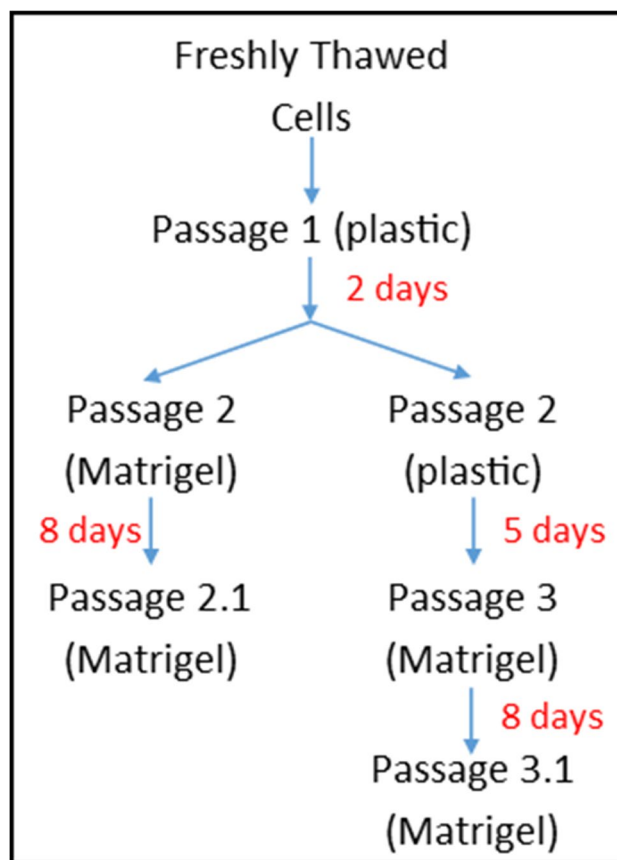 Freshly Thawed
Cells
Passage 1 (plastic)
2 days
Passage 2
(Matrigel)
Passage 2
(plastic)
8 days
5 days
Passage 2.1
(Matrigel)
Passage 3
(Matrigel)
8 days
Passage 3.1
(Matrigel)